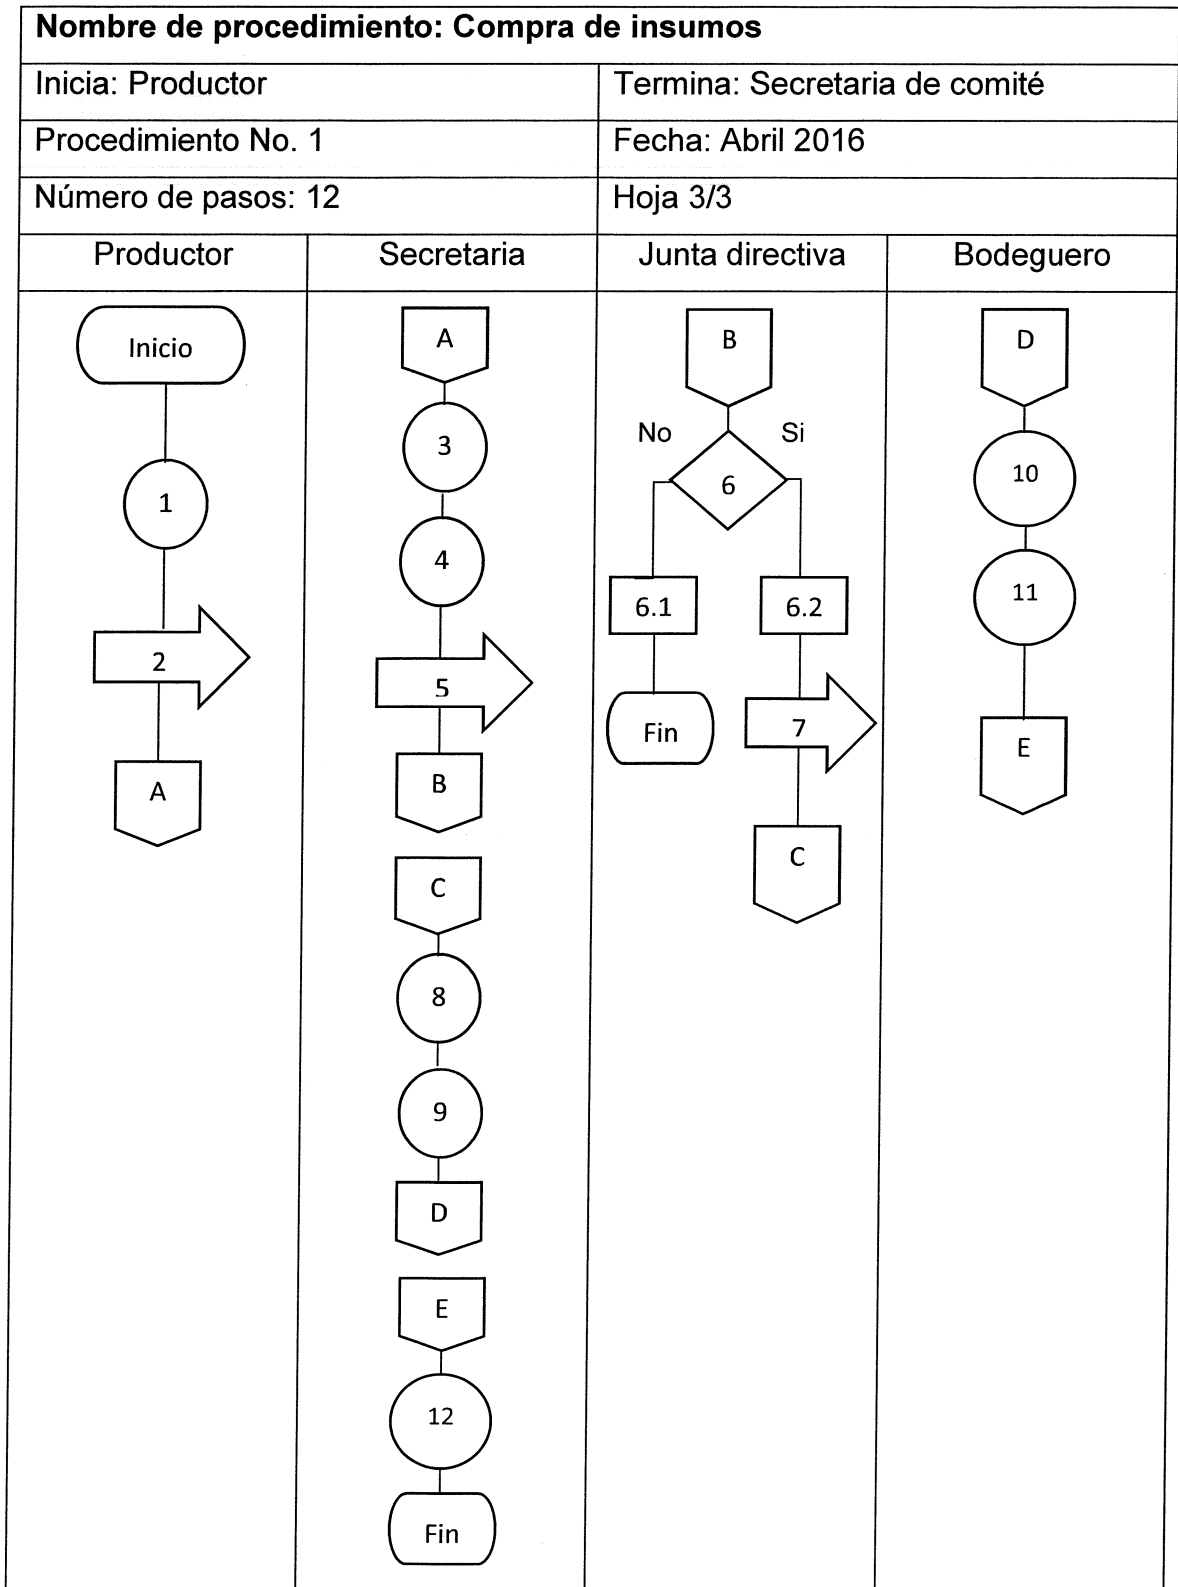 Nombre de procedimiento: Compra de insumos
Inicia: Productor
Termina: Secretaria de comité
Procedimiento No. 1
Fecha: Abril 2016
Número de pasos: 12
Hoja 3/3
Productor
Secretaria
Junta directiva
Bodeguero
Inicio
1
2
A
A
3
4
5
B
C
8
9
D
E
12
Fin
B
No
Si
6
6.1
6.2
Fin
7
C
D
10
11
E